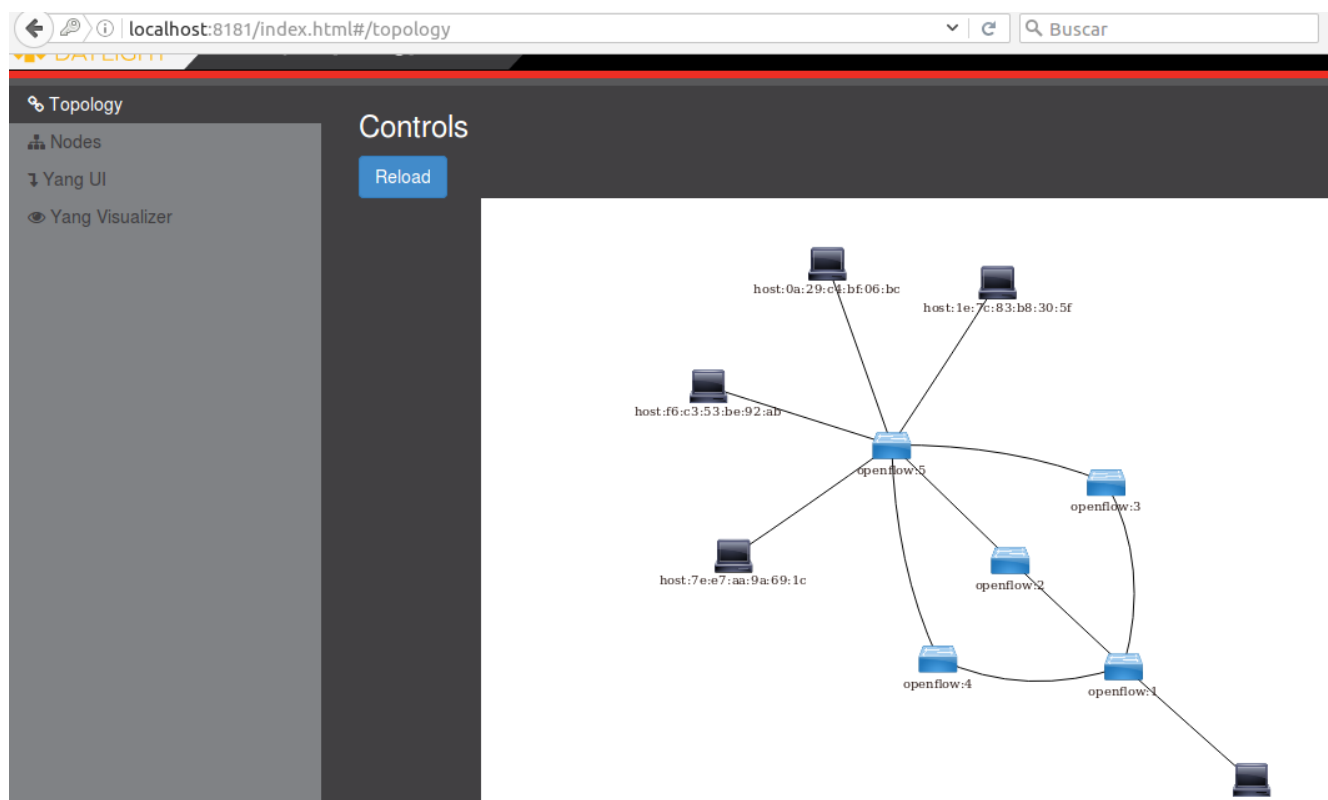 localhost:8181/index.html#/topology
Buscar
DAYLIGHT
Topology
Nodes
Yang UI
Yang Visualizer
Controls
Reload
host:0a:29:c4:bf:06:bc
host:1e:7c:83:b8:30:5f
host:f6:c3:53:be:92:ab
openflow:5
openflow:3
host:7e:e7:aa:9a:69:1c
openflow:2
openflow:4
openflow:1